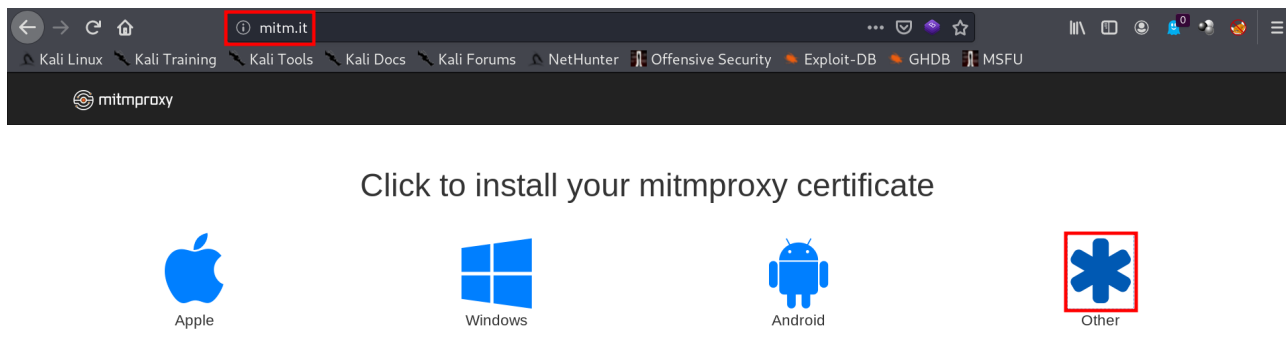 mitm.it
0
Kali Linux Kali Training Kali Tools Kali Docs Kali Forums NetHunter Offensive Security Exploit-DB GHDB MSFU
mitmproxy
Click to install your mitmproxy certificate
Apple Windows Android Other